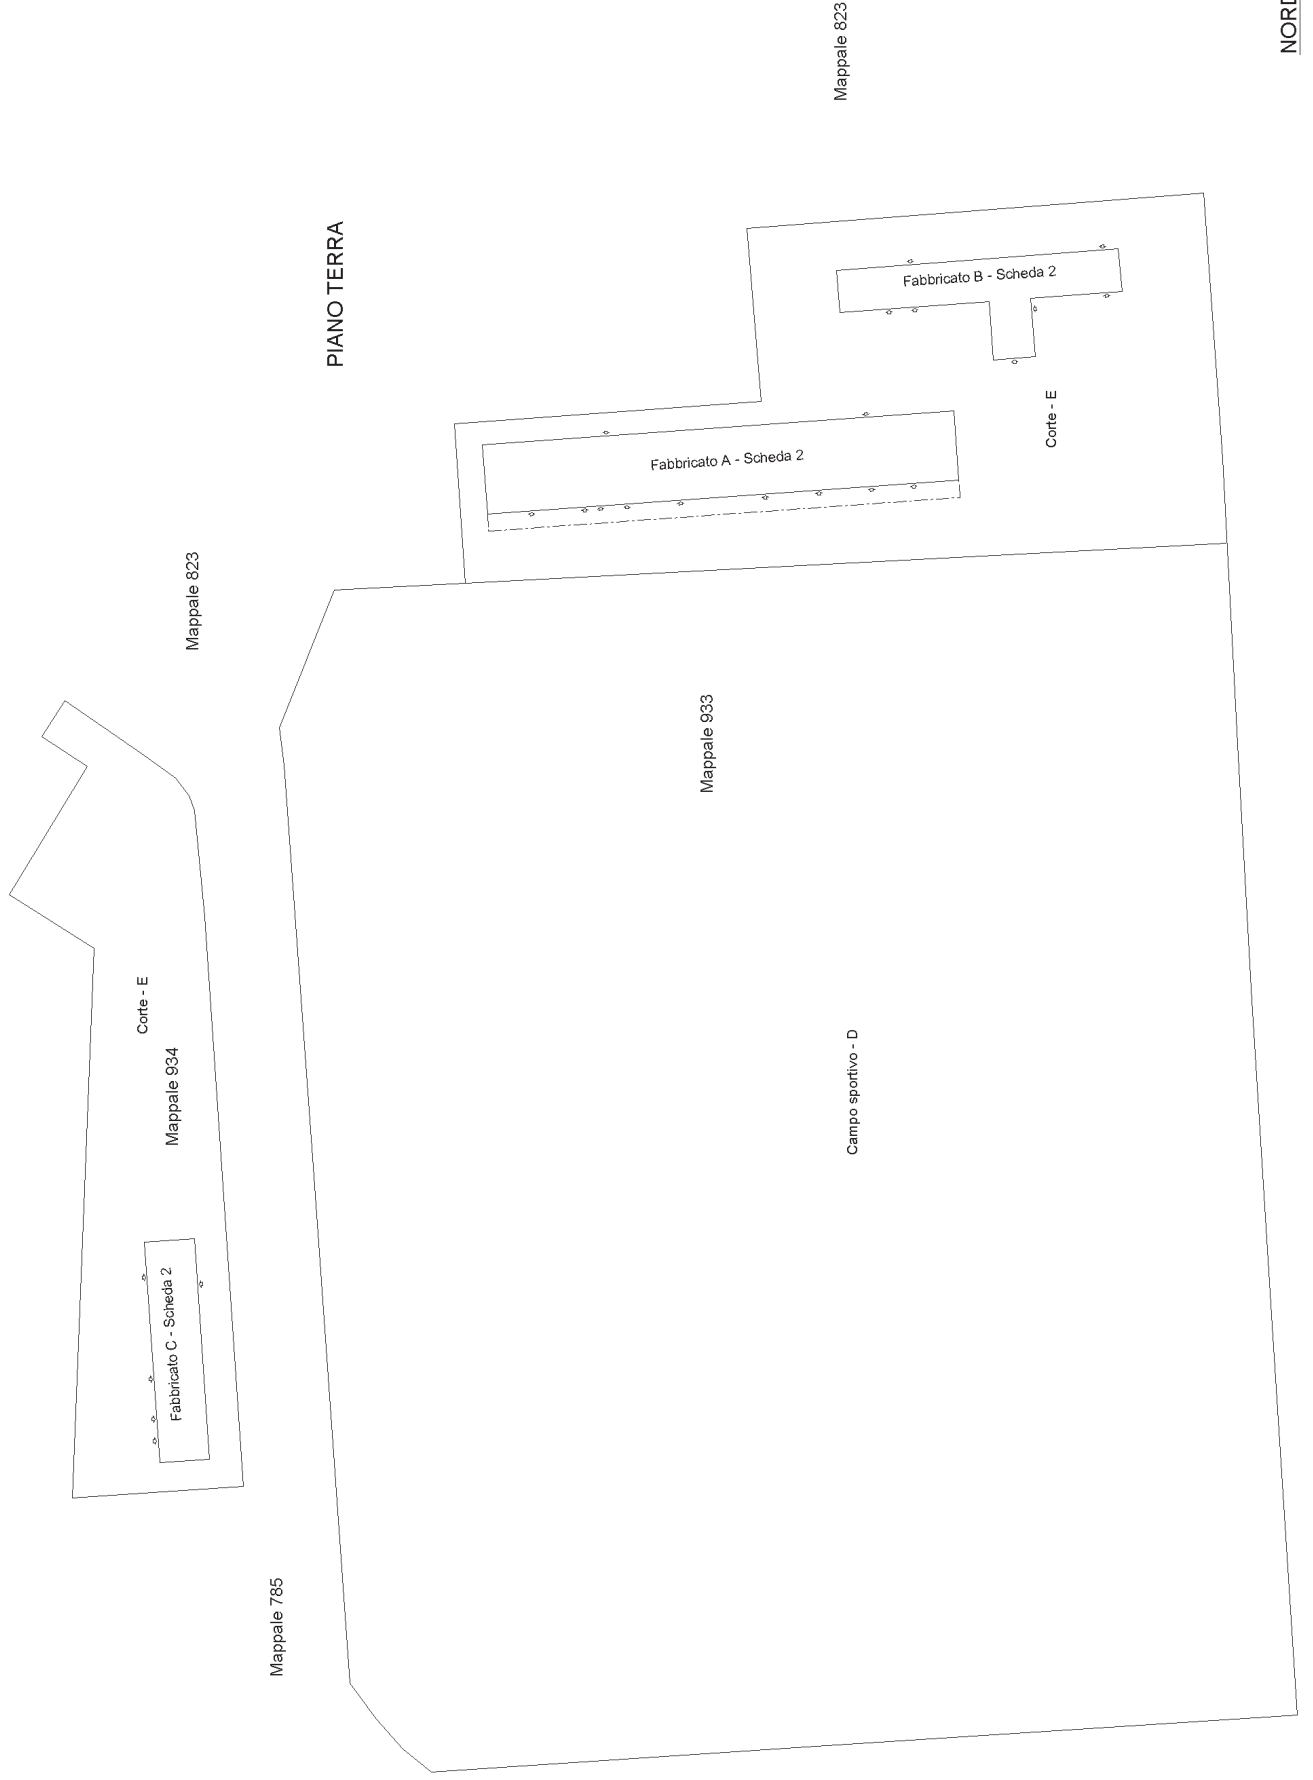 Mappale 823
PIANO TERRA
Fabbricato B - Scheda 2
Corte - E
Fabbricato A - Scheda 2
Mappale 823
Mappale 933
Corte - E
Mappale 934
Campo sportivo - D
Fabbricato C - Scheda 2
Mappale 785